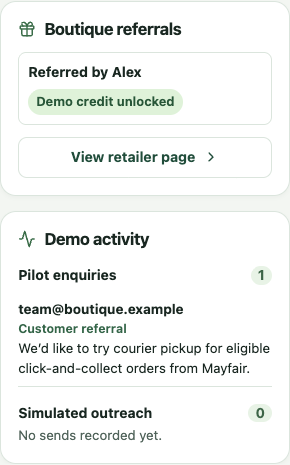 Boutique referrals
Referred by Alex
Demo credit unlocked
View retailer page
Demo activity
Pilot enquiries 1
team@boutique.example
Customer referral
We'd like to try courier pickup for eligible
click-and-collect orders from Mayfair.
Simulated outreach 0
No sends recorded yet.